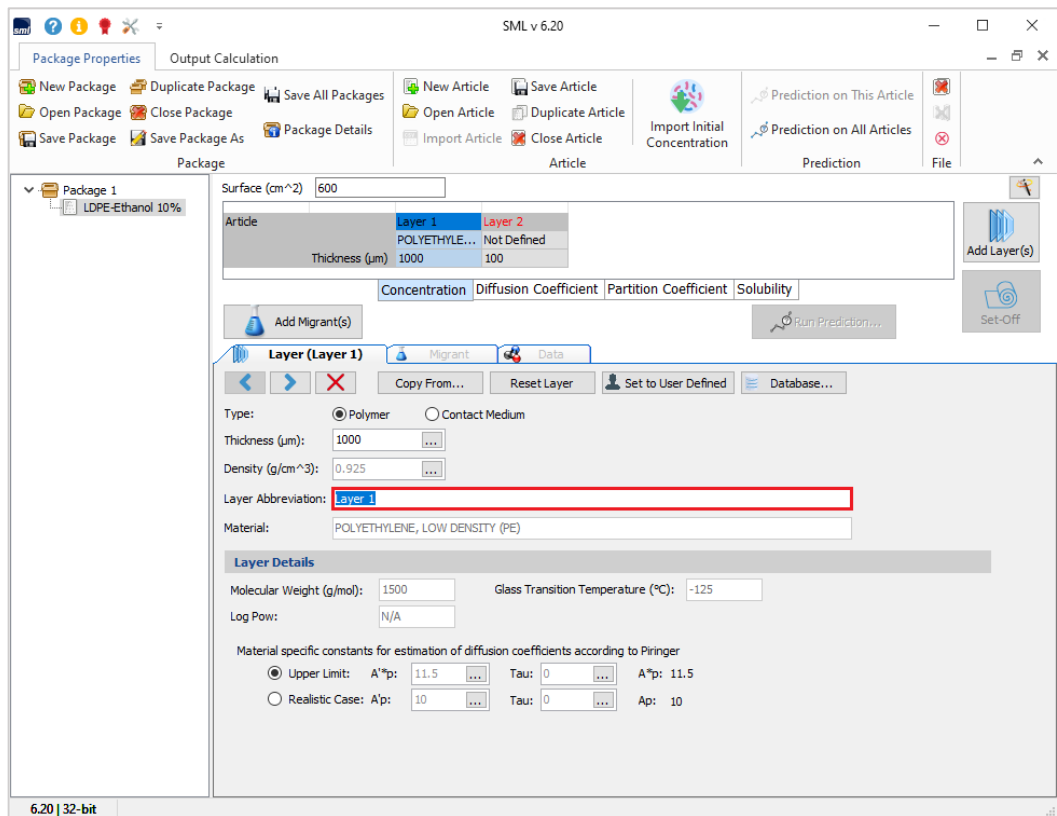 sml
SML v 6.20
Package Properties Output Calculation
New Package Duplicate Package Save All Packages New Article Save Article Import Initial Concentration Prediction on This Article
Open Package Close Package Open Article Duplicate Article Prediction on All Articles
Save Package Save Package As Package Details Import Article Close Article
Package Article Prediction File
Package 1
LDPE-Ethanol 10%
Surface (cm^2) 600
Article Layer 1 Layer 2
POLYETHYLE... Not Defined
Thickness (µm) 1000 100
Add Layer(s)
Concentration Diffusion Coefficient Partition Coefficient Solubility
Add Migrant(s) Run Prediction... Set-Off
Layer (Layer 1) Migrant Data
Copy From... Reset Layer Set to User Defined Database...
Type: Polymer Contact Medium
Thickness (µm): 1000 ...
Density (g/cm^3): 0.925 ...
Layer Abbreviation: Layer 1
Material: POLYETHYLENE, LOW DENSITY (PE)
Layer Details
Molecular Weight (g/mol): 1500 Glass Transition Temperature (°C): -125
Log Pow: N/A
Material specific constants for estimation of diffusion coefficients according to Piringer
Upper Limit: A'*p: 11.5 ... Tau: 0 ... A*p: 11.5
Realistic Case: A'p: 10 ... Tau: 0 ... Ap: 10
6.20 | 32-bit